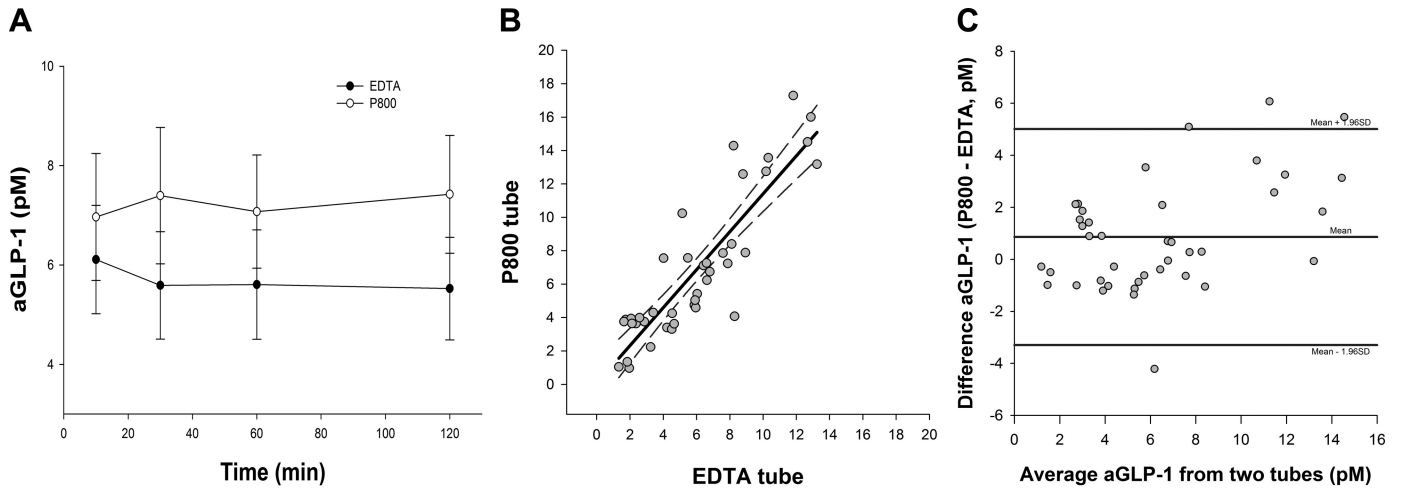 A
aGLP-1 (pM)
10
8
6
4
0 20 40 60 80 100 120
Time (min)
EDTA
P800
B
P800 tube
20
18
16
14
12
10
8
6
4
2
0
0 2 4 6 8 10 12 14 16 18 20
EDTA tube
C
Difference aGLP-1 (P800 - EDTA, pM)
8
6
4
2
0
-2
-4
-6
Mean + 1.96SD
Mean
Mean - 1.96SD
0 2 4 6 8 10 12 14 16
Average aGLP-1 from two tubes (pM)